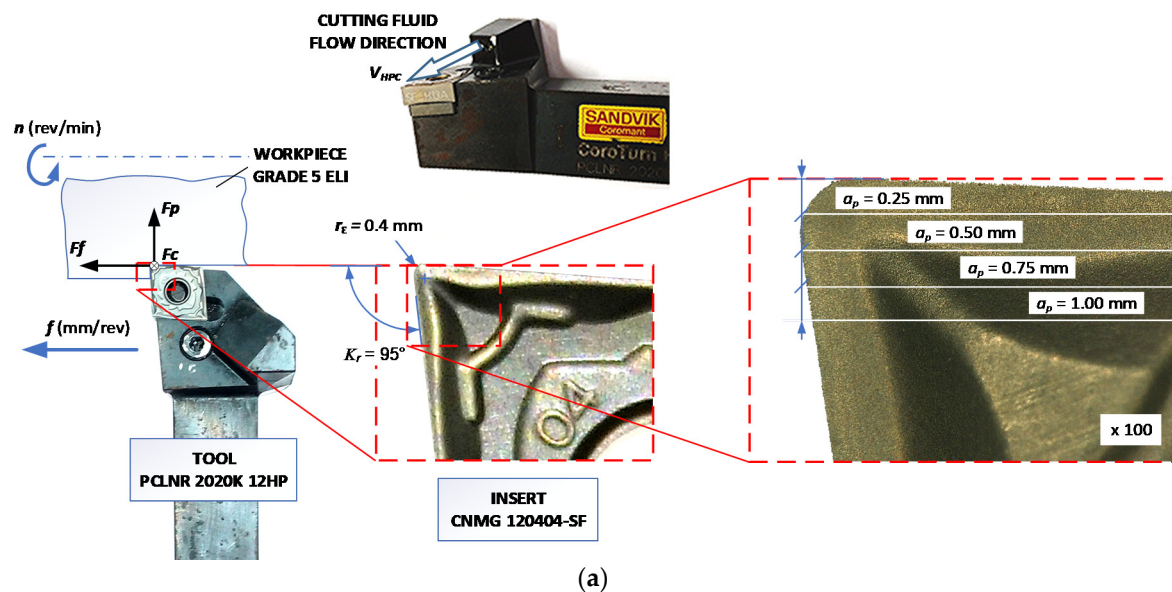 CUTTING FLUID
FLOW DIRECTION
V_HPC
SANDVIK
Coromant
CoroTurn
PCLNR 2020
n (rev/min)
WORKPIECE
GRADE 5 ELI
Fp
Ff
Fc
rε = 0.4 mm
Kr = 95°
f (mm/rev)
04
ap = 0.25 mm
ap = 0.50 mm
ap = 0.75 mm
ap = 1.00 mm
x 100
TOOL
PCLNR 2020K 12HP
INSERT
CNMG 120404-SF
(a)